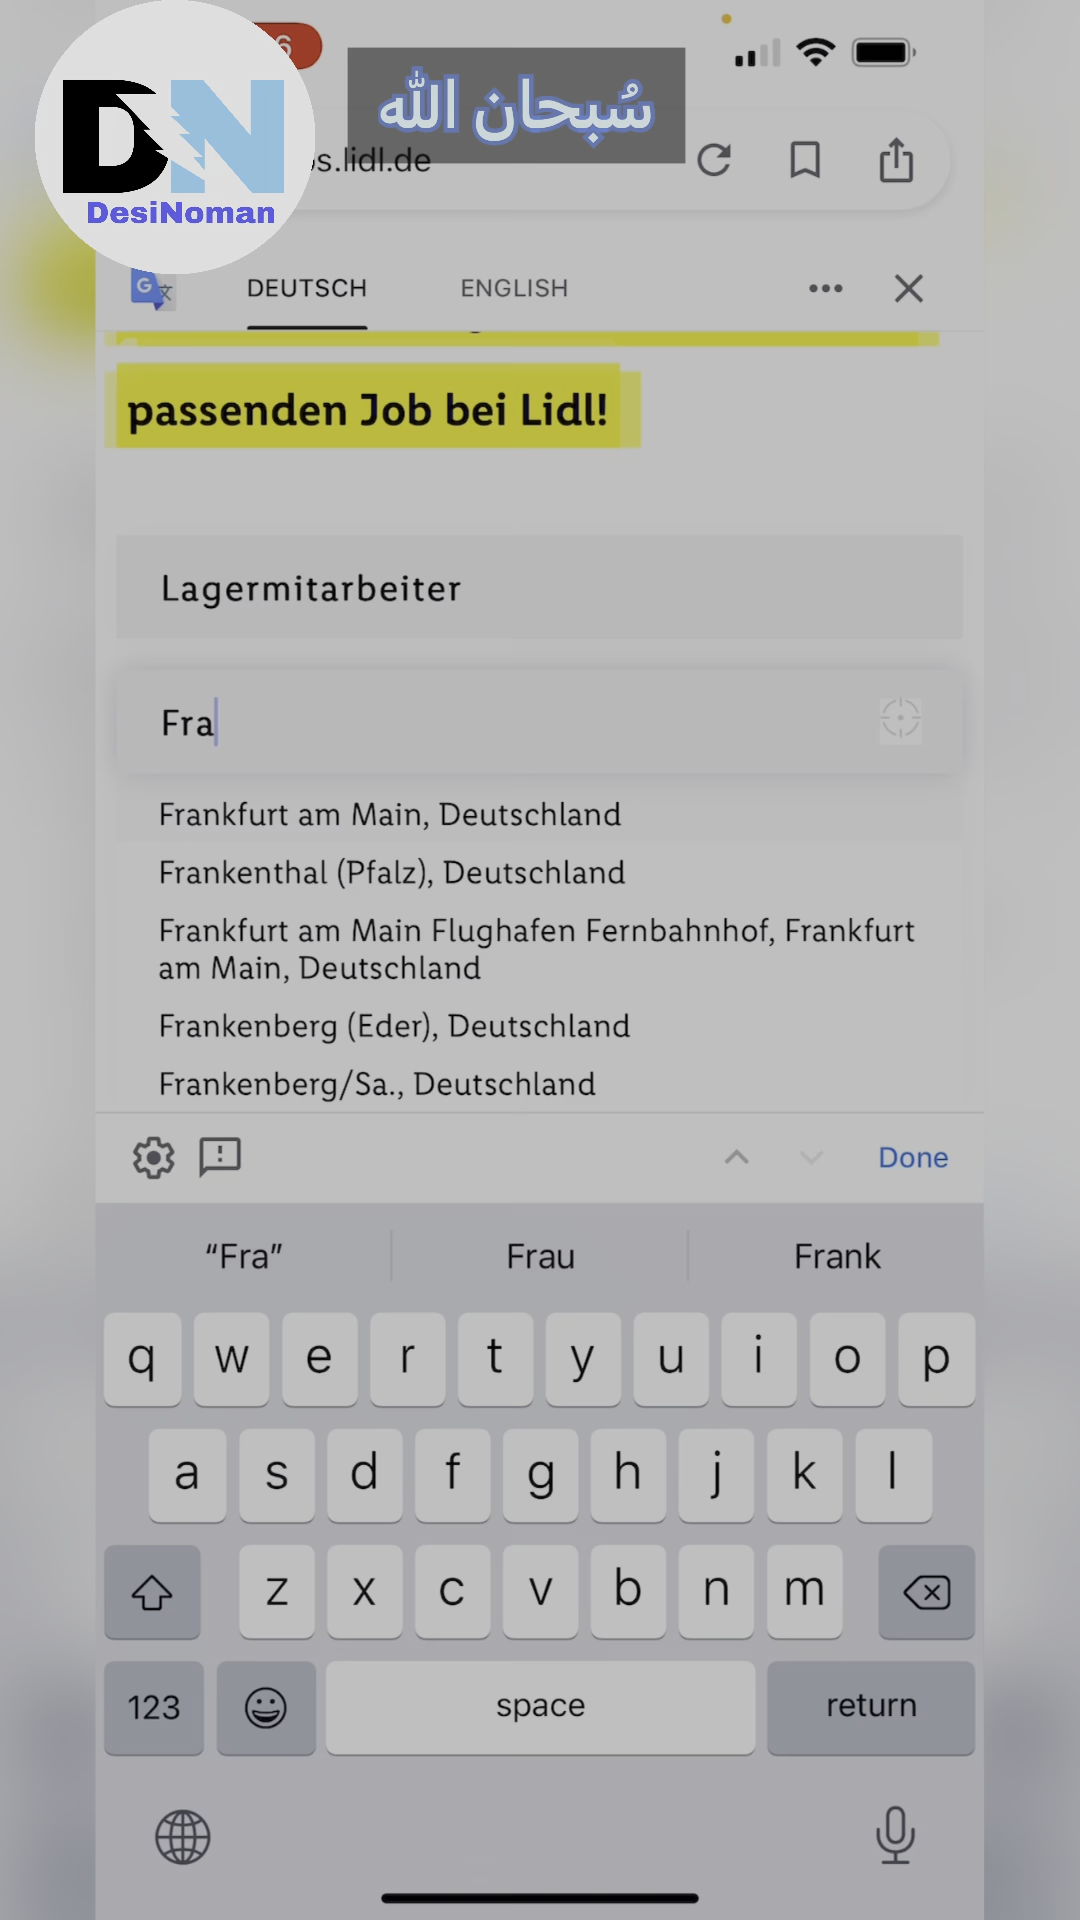 6
سُبحان الله
s.lidl.de
DN
DesiNoman
G 文
DEUTSCH
ENGLISH
passenden Job bei Lidl!
Lagermitarbeiter
Fra
Frankfurt am Main, Deutschland
Frankenthal (Pfalz), Deutschland
Frankfurt am Main Flughafen Fernbahnhof, Frankfurt
am Main, Deutschland
Frankenberg (Eder), Deutschland
Frankenberg/Sa., Deutschland
Done
“Fra”
Frau
Frank
q w e r t y u i o p
a s d f g h j k l
z x c v b n m
123
space
return